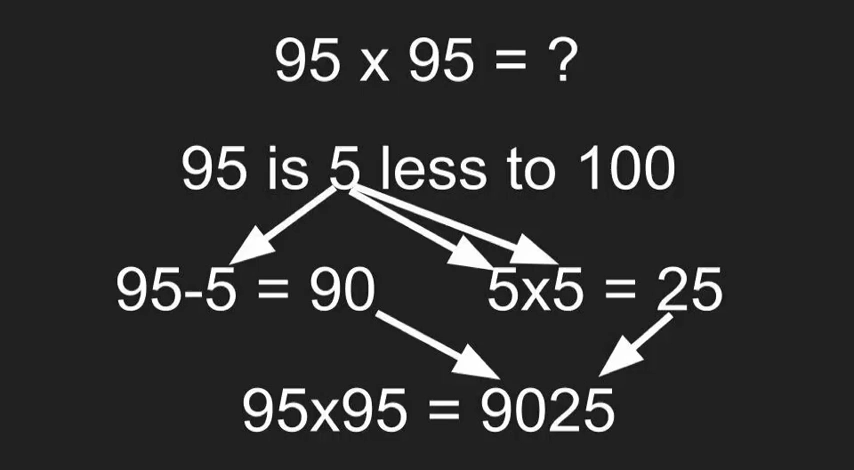 95 x 95 = ?
95 is 5 less to 100
95-5 = 90 5x5 = 25
95x95 = 9025